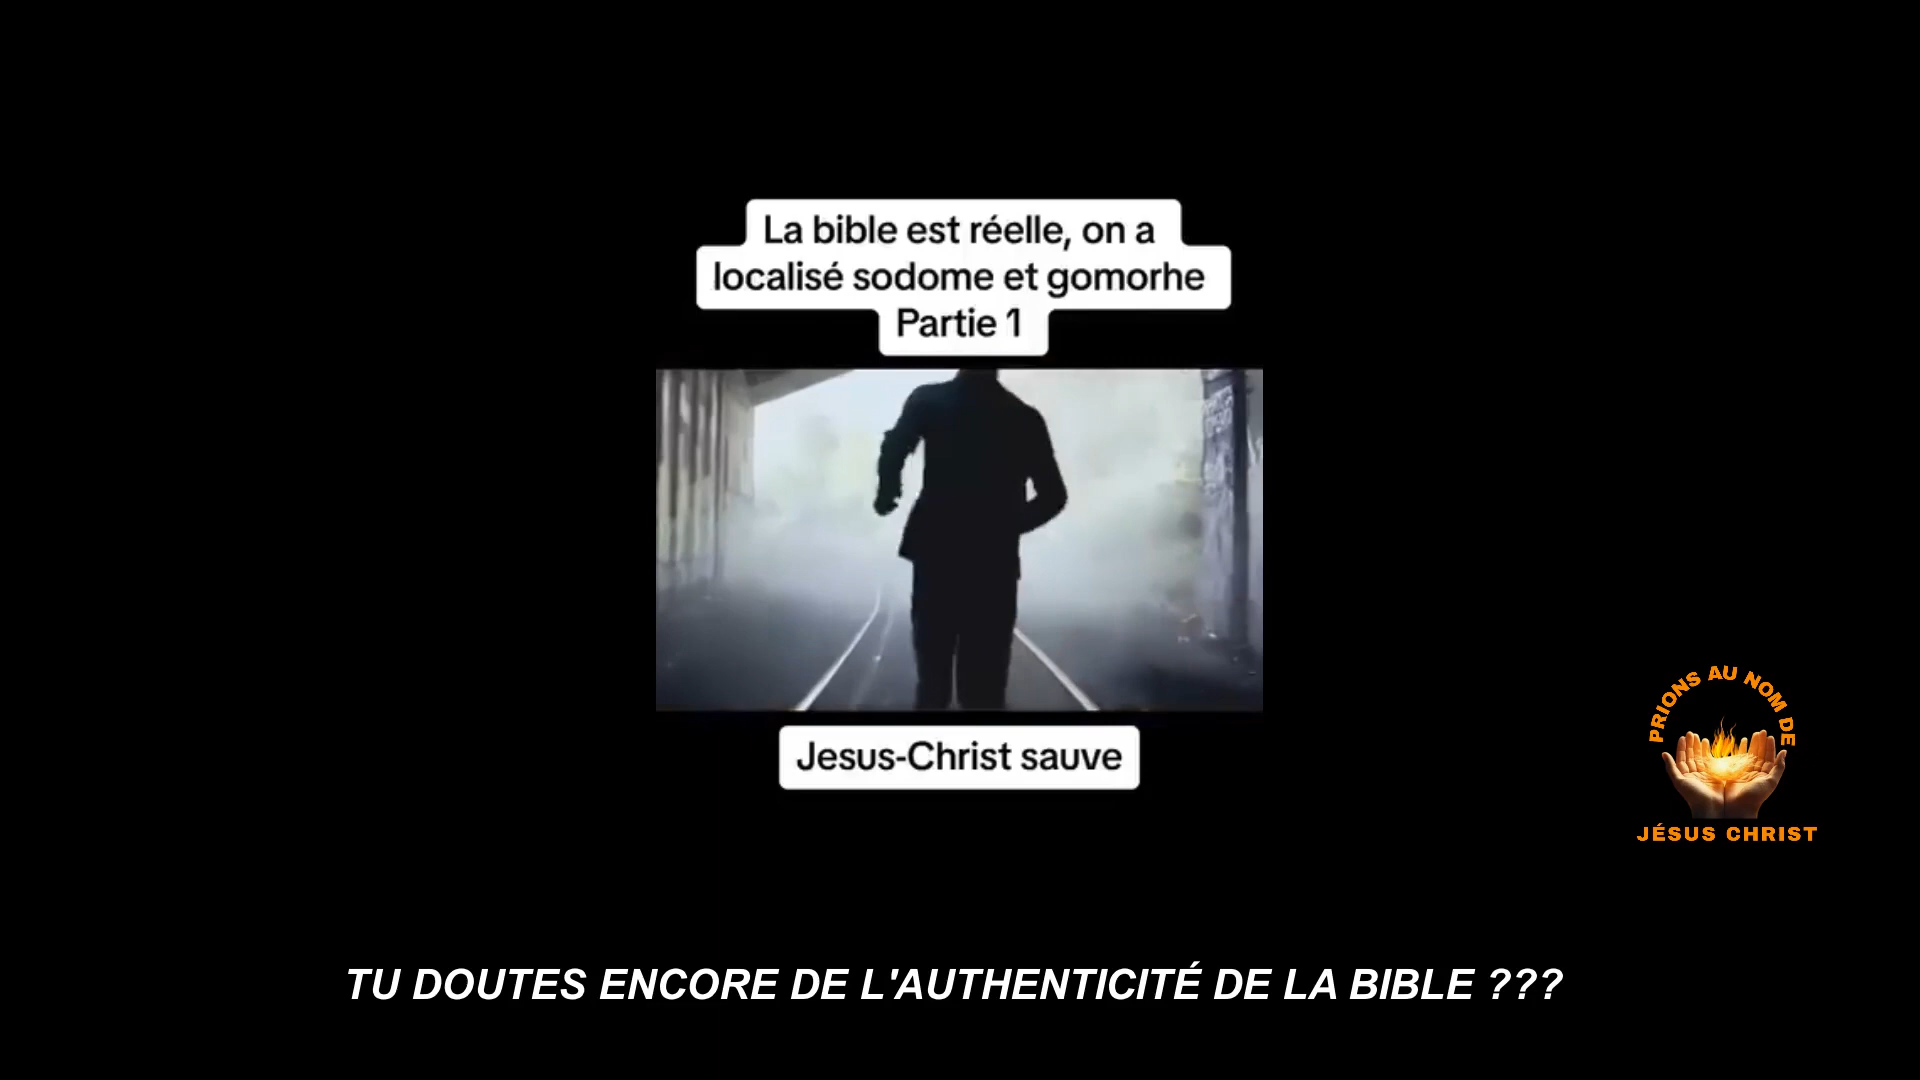 La bible est réelle, on a
localisé sodome et gomorhe
Partie 1
Jesus-Christ sauve
PRIONS AU NOM DE
JÉSUS CHRIST
TU DOUTES ENCORE DE L'AUTHENTICITÉ DE LA BIBLE ???